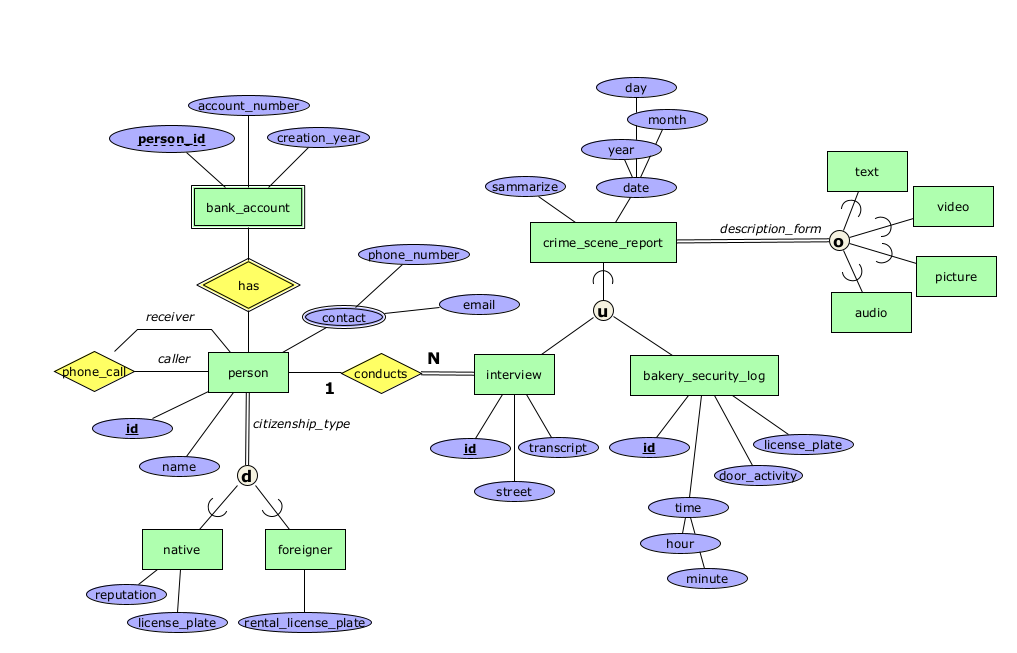 day
account_number
month
person_id
creation_year
year
text
sammarize
date
video
bank_account
description_form
crime_scene_report
o
phone_number
picture
has
email
receiver
contact
u
audio
caller
N
phone_call
person
conducts
interview
bakery_security_log
1
citizenship_type
id
id
transcript
id
license_plate
name
d
door_activity
street
time
native
foreigner
hour
minute
reputation
license_plate
rental_license_plate